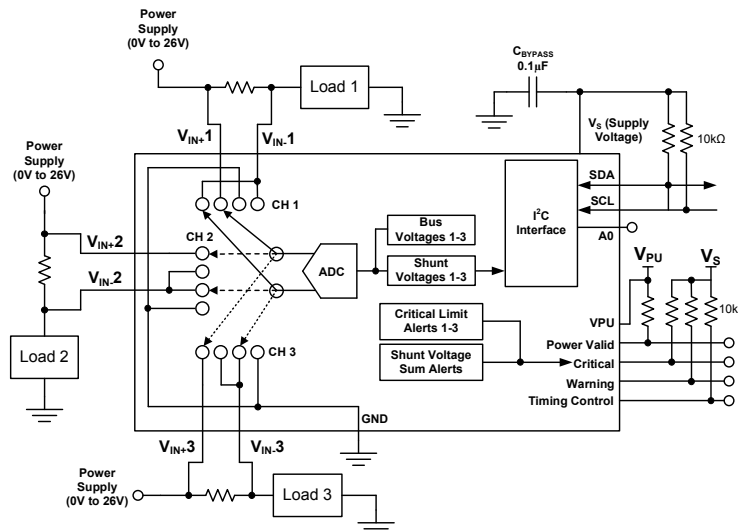 Power
Supply
(0V to 26V)
Load 1
CBYPASS
0.1µF
VS (Supply
Voltage)
10kΩ
VIN+1
VIN-1
Power
Supply
(0V to 26V)
CH 1
SDA
SCL
I2C
Interface
A0
VIN+2
CH 2
Bus
Voltages 1-3
ADC
Shunt
Voltages 1-3
VIN-2
VPU
VS
Critical Limit
Alerts 1-3
VPU
10k
Load 2
CH 3
Shunt Voltage
Sum Alerts
Power Valid
Critical
Warning
Timing Control
GND
VIN+3
VIN-3
Power
Supply
(0V to 26V)
Load 3